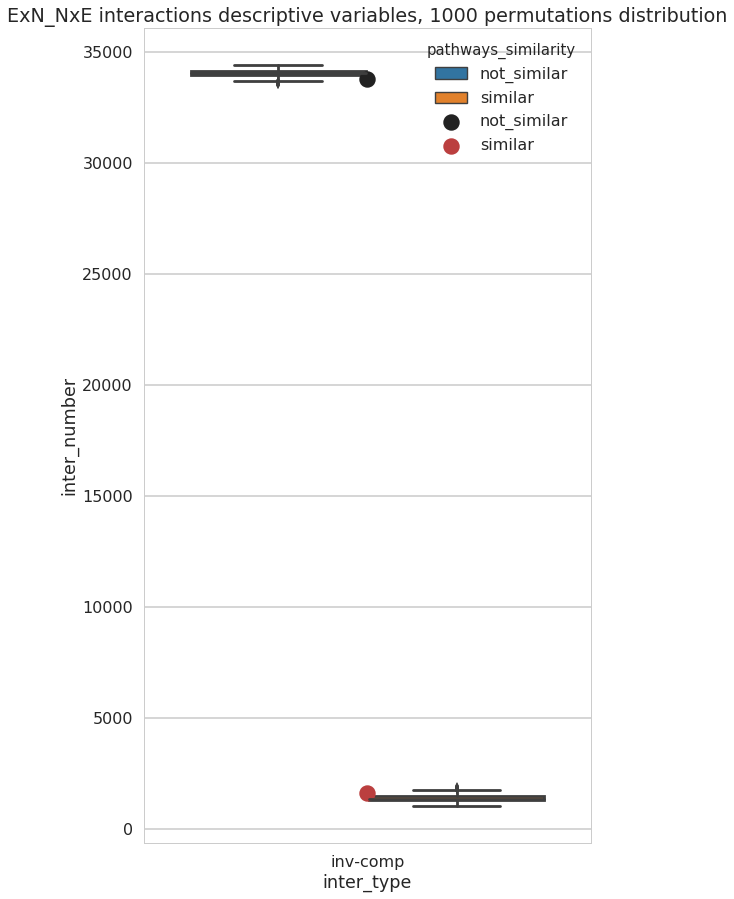 ExN_NxE interactions descriptive variables, 1000 permutations distribution
pathways_similarity
not_similar
similar
not_similar
similar
35000
30000
25000
20000
15000
10000
5000
0
inter_number
inv-comp
inter_type